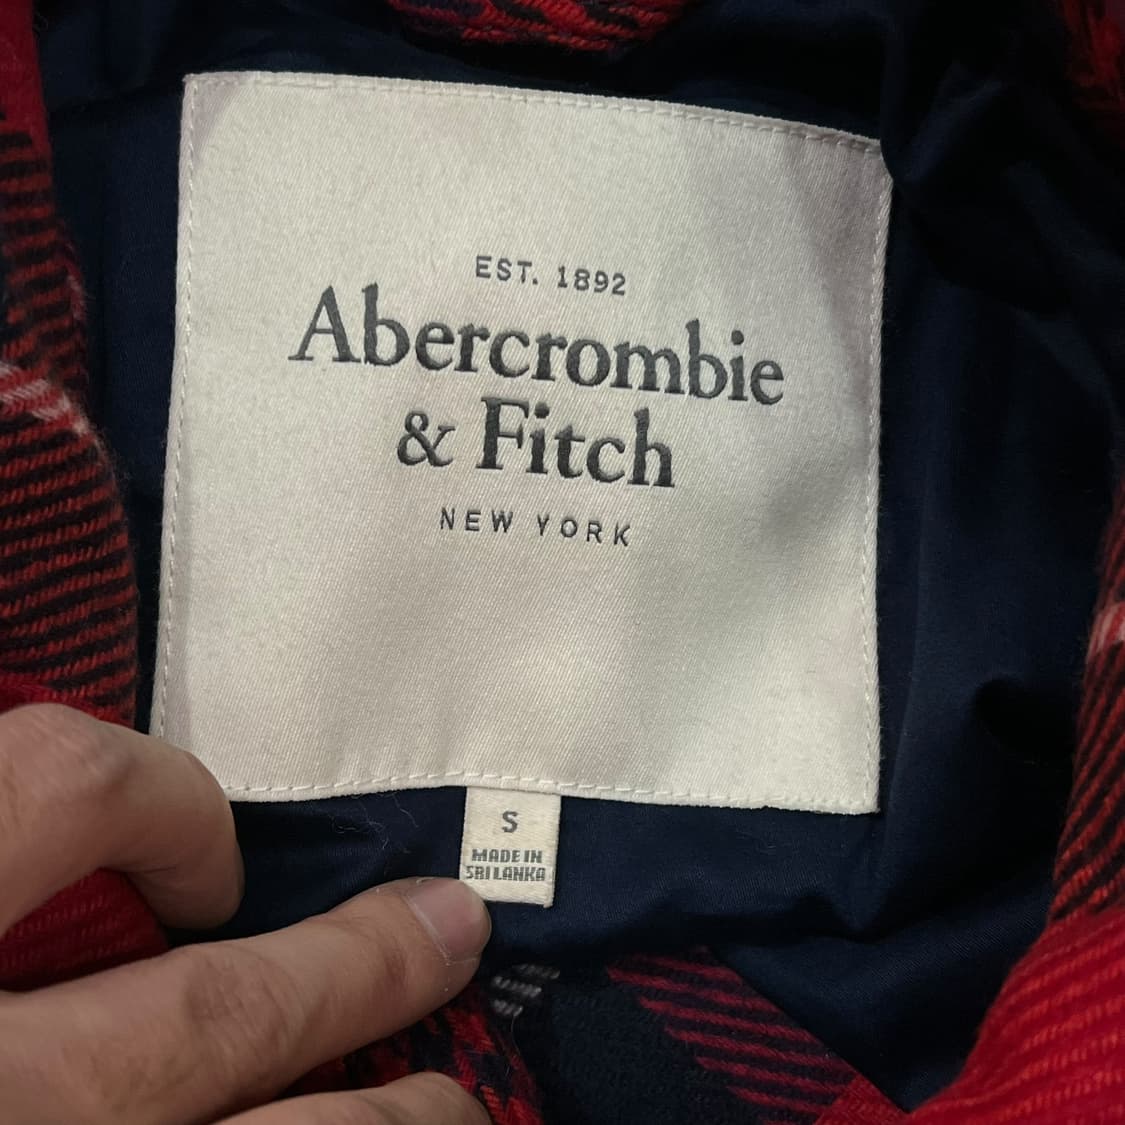 EST. 1892
Abercrombie
& Fitch
NEW YORK
S
MADE IN
SRI LANKA